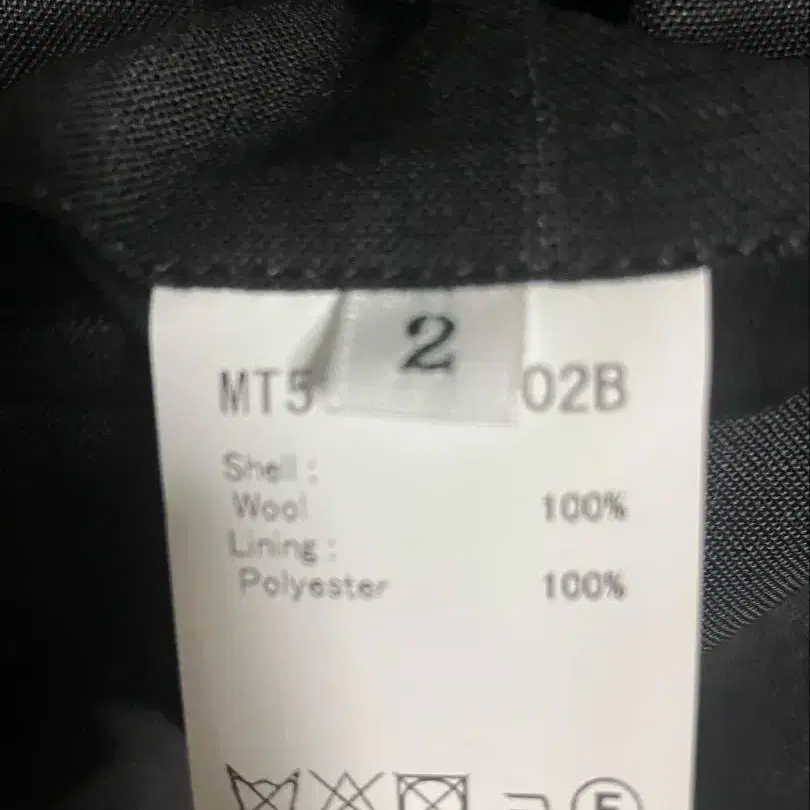 2
MT5 02B
Shell:
Wool 100%
Lining:
Polyester 100%